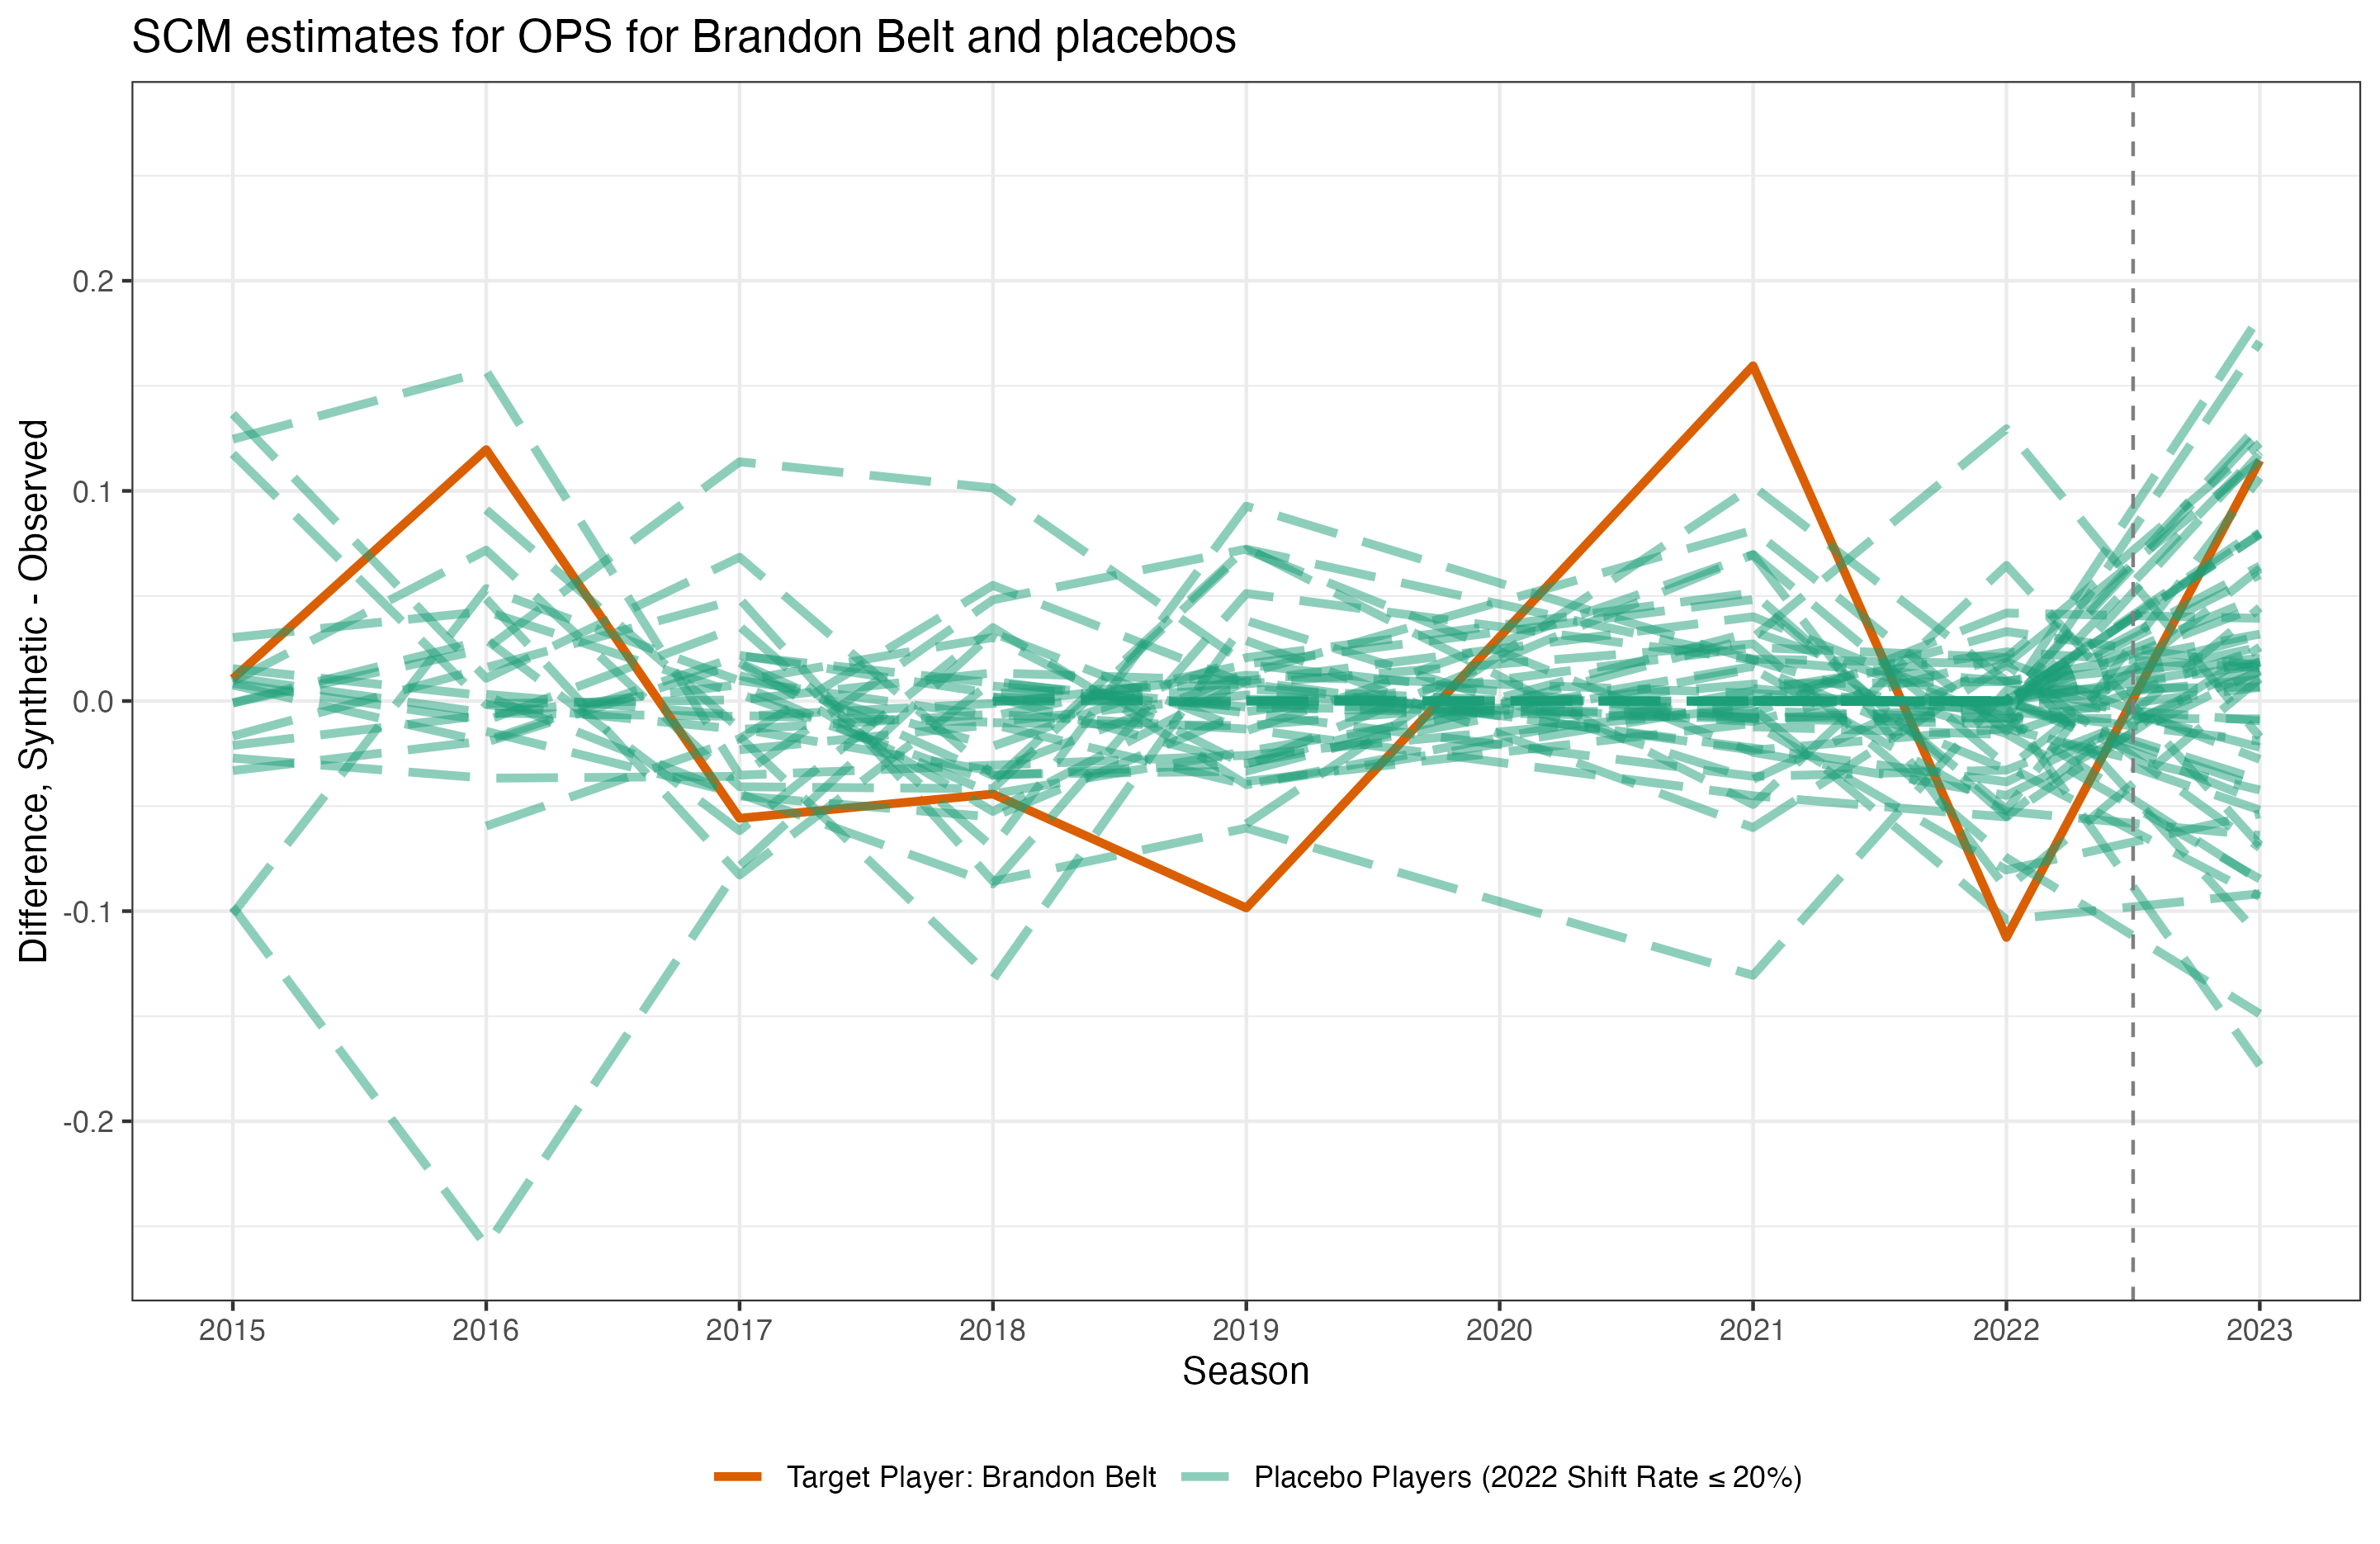 SCM estimates for OPS for Brandon Belt and placebos
Difference, Synthetic - Observed
0.2
0.1
0.0
-0.1
-0.2
2015 2016 2017 2018 2019 2020 2021 2022 2023
Season
Target Player: Brandon Belt Placebo Players (2022 Shift Rate ≤ 20%)